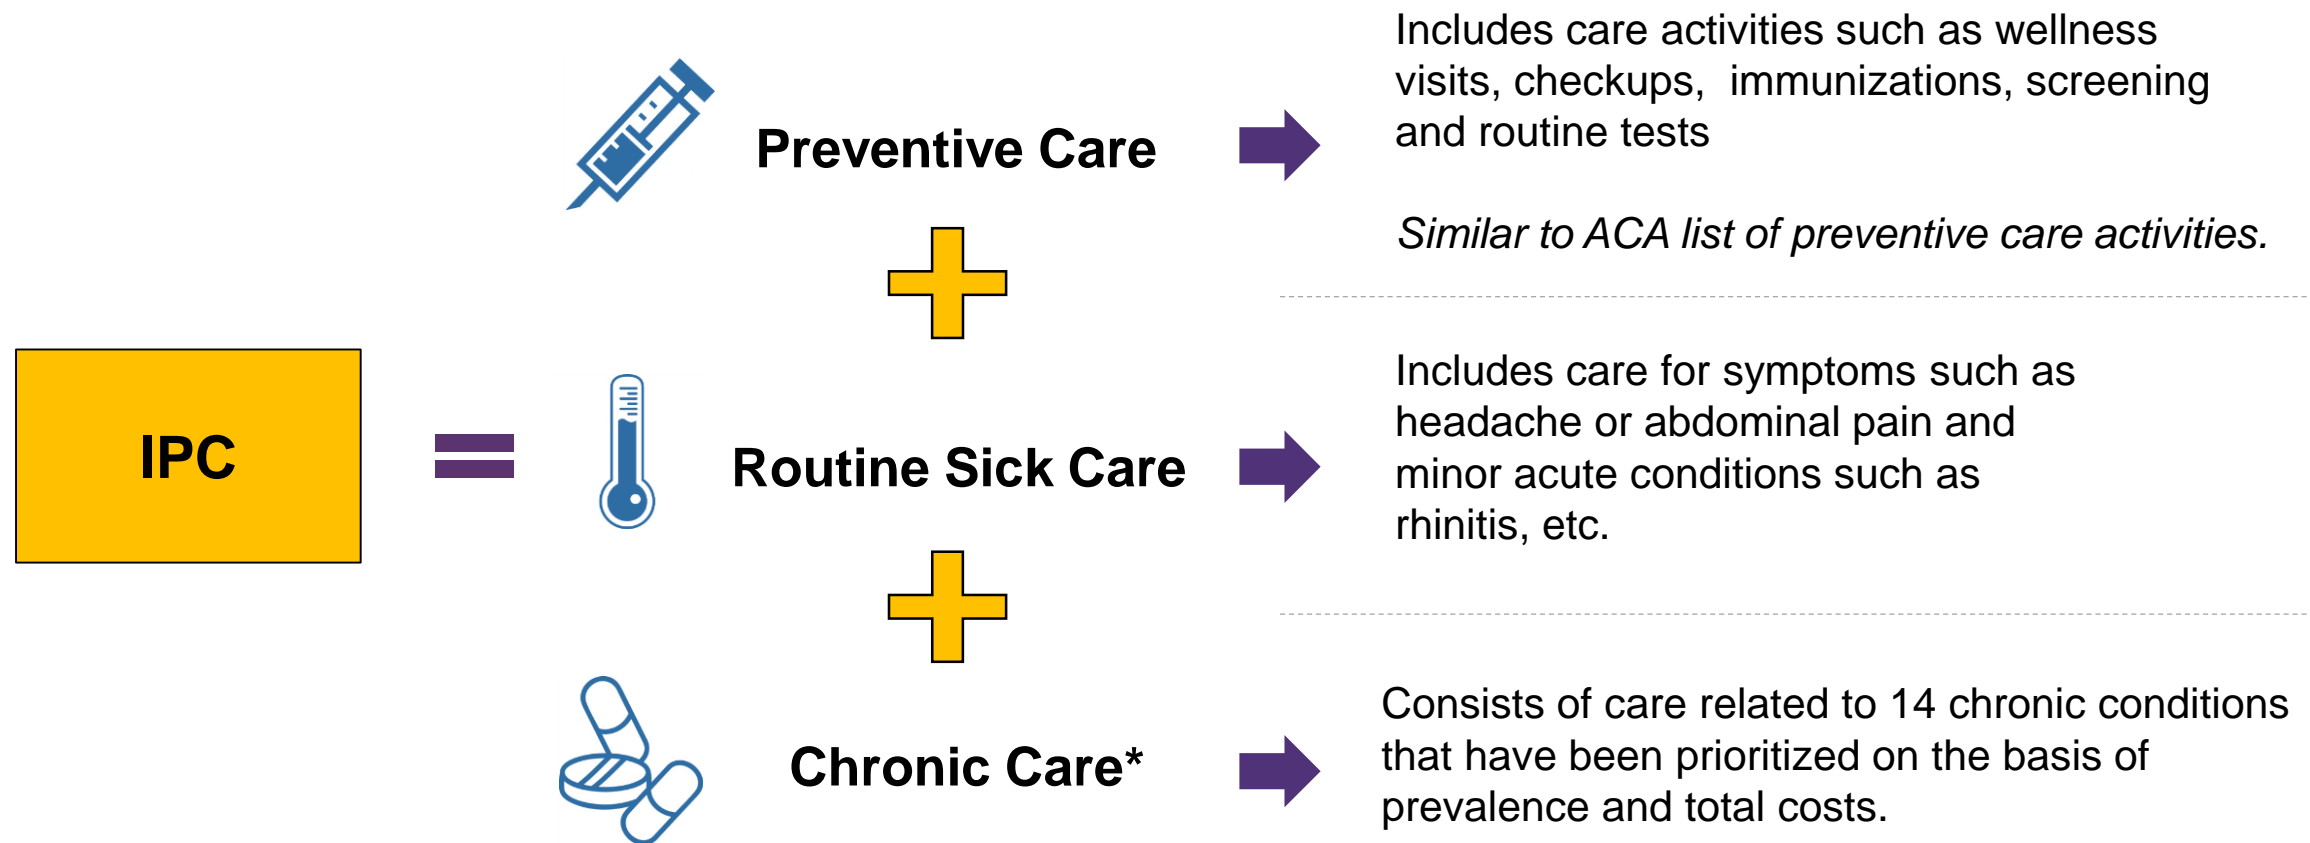 Includes care activities such as wellness
visits, checkups, immunizations, screening
and routine tests
Preventive Care
Similar to ACA list of preventive care activities.
IPC
Includes care for symptoms such as
headache or abdominal pain and
minor acute conditions such as
rhinitis, etc.
Routine Sick Care
Consists of care related to 14 chronic conditions
that have been prioritized on the basis of
prevalence and total costs.
Chronic Care*